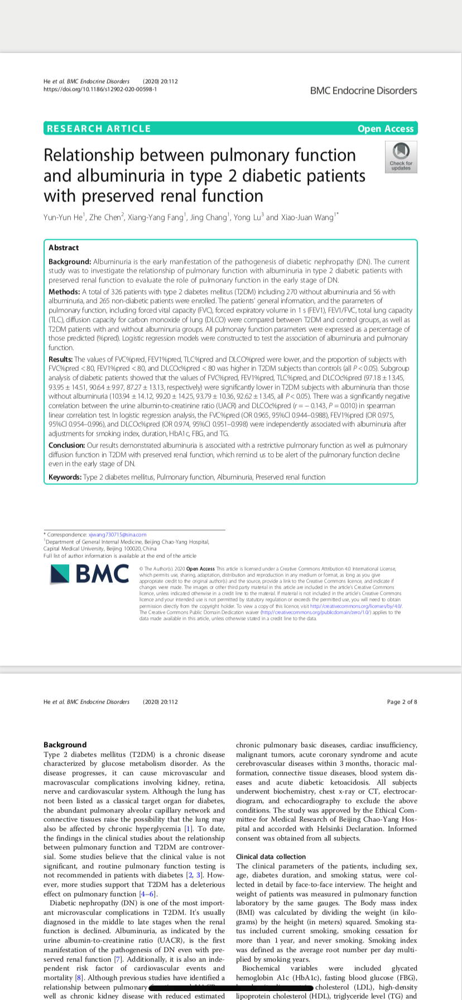 He et al. BMC Endocrine Disorders (2020) 20:112
https://doi.org/10.1186/s12902-020-00598-1
BMC Endocrine Disorders
RESEARCH ARTICLE
Open Access
Check for
updates
Relationship between pulmonary function
and albuminuria in type 2 diabetic patients
with preserved renal function
Yun-Yun He1, Zhe Chen2, Xiang-Yang Fang1, Jing Chang1, Yong Lu3 and Xiao-Juan Wang1*
Abstract
Background: Albuminuria is the early manifestation of the pathogenesis of diabetic nephropathy (DN). The current
study was to investigate the relationship of pulmonary function with albuminuria in type 2 diabetic patients with
preserved renal function to evaluate the role of pulmonary function in the early stage of DN.
Methods: A total of 326 patients with type 2 diabetes mellitus (T2DM) including 270 without albuminuria and 56 with
albuminuria, and 265 non-diabetic patients were enrolled. The patients' general information, and the parameters of
pulmonary function, including forced vital capacity (FVC), forced expiratory volume in 1 s (FEV1), FEV1/FVC, total lung capacity
(TLC), diffusion capacity for carbon monoxide of lung (DLCO) were compared between T2DM and control groups, as well as
T2DM patients with and without albuminuria groups. All pulmonary function parameters were expressed as a percentage of
those predicted (%pred). Logistic regression models were constructed to test the association of albuminuria and pulmonary
function.
Results: The values of FVC%pred, FEV1%pred, TLC%pred and DLCO%pred were lower, and the proportion of subjects with
FVC%pred < 80, FEV1%pred < 80, and DLCOc%pred < 80 was higher in T2DM subjects than controls (all P < 0.05). Subgroup
analysis of diabetic patients showed that the values of FVC%pred, FEV1%pred, TLC%pred, and DLCOc%pred (97.18 ± 13.45,
93.95 ± 14.51, 90.64 ± 9.97, 87.27 ± 13.13, respectively) were significantly lower in T2DM subjects with albuminuria than those
without albuminuria (103.94 ± 14.12, 99.20 ± 14.25, 93.79 ± 10.36, 92.62 ± 13.45, all P < 0.05). There was a significantly negative
correlation between the urine albumin-to-creatinine ratio (UACR) and DLCOc%pred (r = − 0.143, P = 0.010) in spearman
linear correlation test. In logistic regression analysis, the FVC%pred (OR 0.965, 95%CI 0.944–0.988), FEV1%pred (OR 0.975,
95%CI 0.954–0.996), and DLCOc%pred (OR 0.974, 95%CI 0.951–0.998) were independently associated with albuminuria after
adjustments for smoking index, duration, HbA1c, FBG, and TG.
Conclusion: Our results demonstrated albuminuria is associated with a restrictive pulmonary function as well as pulmonary
diffusion function in T2DM with preserved renal function, which remind us to be alert of the pulmonary function decline
even in the early stage of DN.
Keywords: Type 2 diabetes mellitus, Pulmonary function, Albuminuria, Preserved renal function
* Correspondence: xjwang730715@sina.com
1Department of General Internal Medicine, Beijing Chao-Yang Hospital,
Capital Medical University, Beijing 100020, China
Full list of author information is available at the end of the article
BMC
© The Author(s). 2020 Open Access This article is licensed under a Creative Commons Attribution 4.0 International License,
which permits use, sharing, adaptation, distribution and reproduction in any medium or format, as long as you give
appropriate credit to the original author(s) and the source, provide a link to the Creative Commons licence, and indicate if
changes were made. The images or other third party material in this article are included in the article's Creative Commons
licence, unless indicated otherwise in a credit line to the material. If material is not included in the article's Creative Commons
licence and your intended use is not permitted by statutory regulation or exceeds the permitted use, you will need to obtain
permission directly from the copyright holder. To view a copy of this licence, visit http://creativecommons.org/licenses/by/4.0/.
The Creative Commons Public Domain Dedication waiver (http://creativecommons.org/publicdomain/zero/1.0/) applies to the
data made available in this article, unless otherwise stated in a credit line to the data.
He et al. BMC Endocrine Disorders (2020) 20:112
Page 2 of 8
Background
Type 2 diabetes mellitus (T2DM) is a chronic disease
characterized by glucose metabolism disorder. As the
disease progresses, it can cause microvascular and
macrovascular complications involving kidney, retina,
nerve and cardiovascular system. Although the lung has
not been listed as a classical target organ for diabetes,
the abundant pulmonary alveolar capillary network and
connective tissues raise the possibility that the lung may
also be affected by chronic hyperglycemia [1]. To date,
the findings in the clinical studies about the relationship
between pulmonary function and T2DM are controver-
sial. Some studies believe that the clinical value is not
significant, and routine pulmonary function testing is
not recommended in patients with diabetes [2, 3]. How-
ever, more studies support that T2DM has a deleterious
effect on pulmonary function [4–6].
Diabetic nephropathy (DN) is one of the most import-
ant microvascular complications in T2DM. It's usually
diagnosed in the middle to late stages when the renal
function is declined. Albuminuria, as indicated by the
urine albumin-to-creatinine ratio (UACR), is the first
manifestation of the pathogenesis of DN even with pre-
served renal function [7]. Additionally, it is also an inde-
pendent risk factor of cardiovascular events and
mortality [8]. Although previous studies have identified a
relationship between pulmonary
well as chronic kidney disease with reduced estimated
chronic pulmonary basic diseases, cardiac insufficiency,
malignant tumors, acute coronary syndrome and acute
cerebrovascular diseases within 3 months, thoracic mal-
formation, connective tissue diseases, blood system dis-
eases and acute diabetic ketoacidosis. All subjects
underwent biochemistry, chest x-ray or CT, electrocar-
diogram, and echocardiography to exclude the above
conditions. The study was approved by the Ethical Com-
mittee for Medical Research of Beijing Chao-Yang Hos-
pital and accorded with Helsinki Declaration. Informed
consent was obtained from all subjects.
Clinical data collection
The clinical parameters of the patients, including sex,
age, diabetes duration, and smoking status, were col-
lected in detail by face-to-face interview. The height and
weight of patients was measured in pulmonary function
laboratory by the same gauges. The Body mass index
(BMI) was calculated by dividing the weight (in kilo-
grams) by the height (in meters) squared. Smoking sta-
tus included current smoking, smoking cessation for
more than 1 year, and never smoking. Smoking index
was defined as the average root number per day multi-
plied by smoking years.
Biochemical variables were included glycated
hemoglobin A1c (HbA1c), fasting blood glucose (FBG),
cholesterol (LDL), high-density
lipoprotein cholesterol (HDL), triglyceride level (TG) and